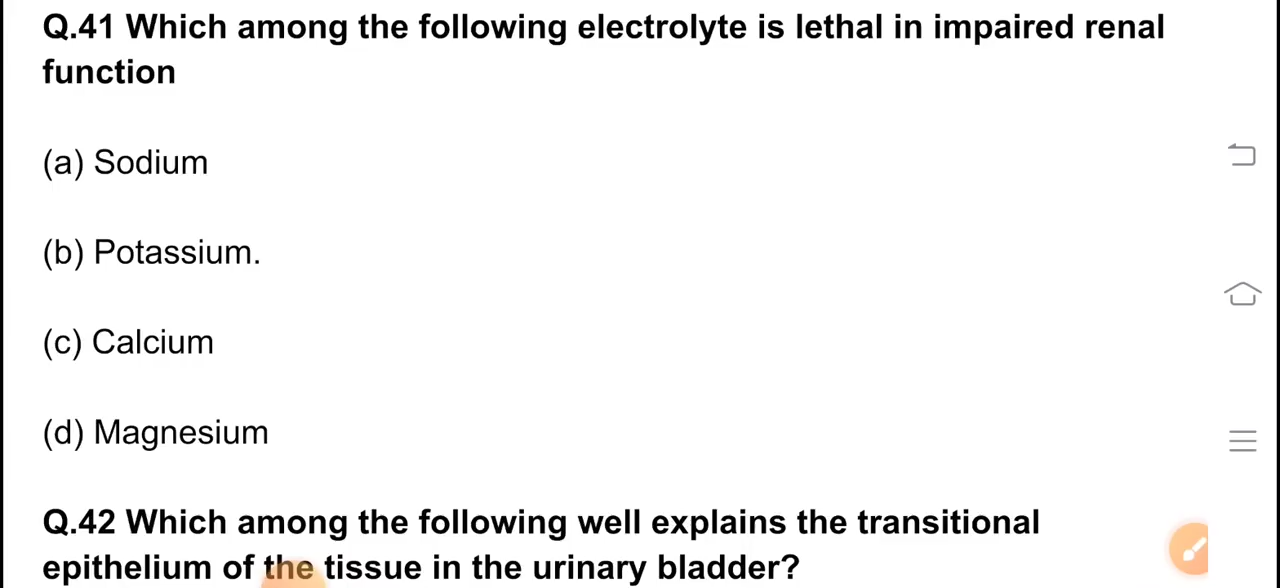 Q.41 Which among the following electrolyte is lethal in impaired renal
function
(a) Sodium
(b) Potassium.
(c) Calcium
(d) Magnesium
Q.42 Which among the following well explains the transitional
epithelium of the tissue in the urinary bladder?